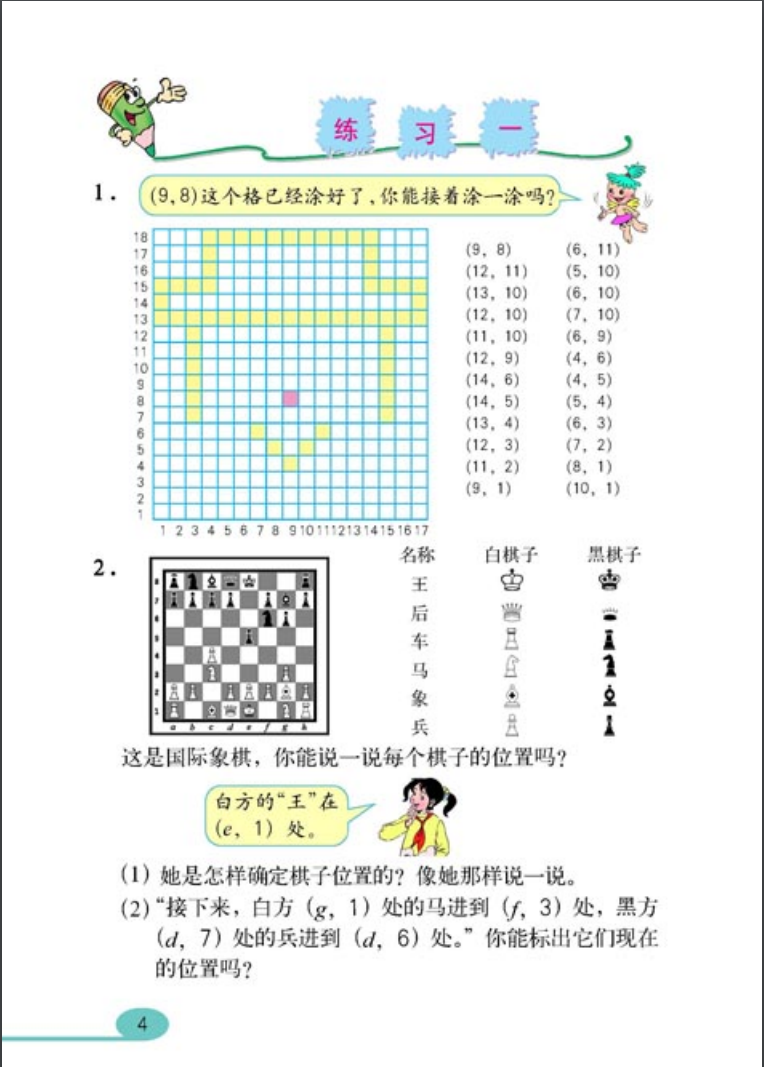 练 习 一
1. (9,8)这个格已经涂好了,你能接着涂一涂吗?
18
17
16
15
14
13
12
11
10
9
8
7
6
5
4
3
2
1
1 2 3 4 5 6 7 8 9 10 11 12 13 14 15 16 17
(9, 8) (6, 11)
(12, 11) (5, 10)
(13, 10) (6, 10)
(12, 10) (7, 10)
(11, 10) (6, 9)
(12, 9) (4, 6)
(14, 6) (4, 5)
(14, 5) (5, 4)
(13, 4) (6, 3)
(12, 3) (7, 2)
(11, 2) (8, 1)
(9, 1) (10, 1)
2.
8
7
6
5
4
3
2
1
a b c d e f g h
名称 白棋子 黑棋子
王
后
车
马
象
兵
这是国际象棋，你能说一说每个棋子的位置吗?
白方的“王”在
(e, 1) 处。
(1) 她是怎样确定棋子位置的? 像她那样说一说。
(2) “接下来，白方 (g, 1) 处的马进到 (f, 3) 处，黑方
(d, 7) 处的兵进到 (d, 6) 处。” 你能标出它们现在
的位置吗?
4